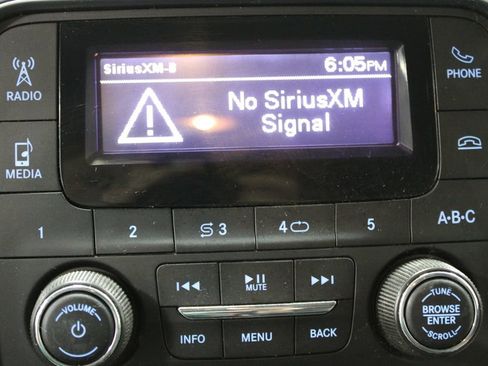 SiriusXM-B 6:05PM
No SiriusXM
Signal
RADIO
PHONE
MEDIA
1 2 3 4 5 A-B-C
MUTE
VOLUME
INFO MENU BACK
TUNE
BROWSE
ENTER
SCROLL